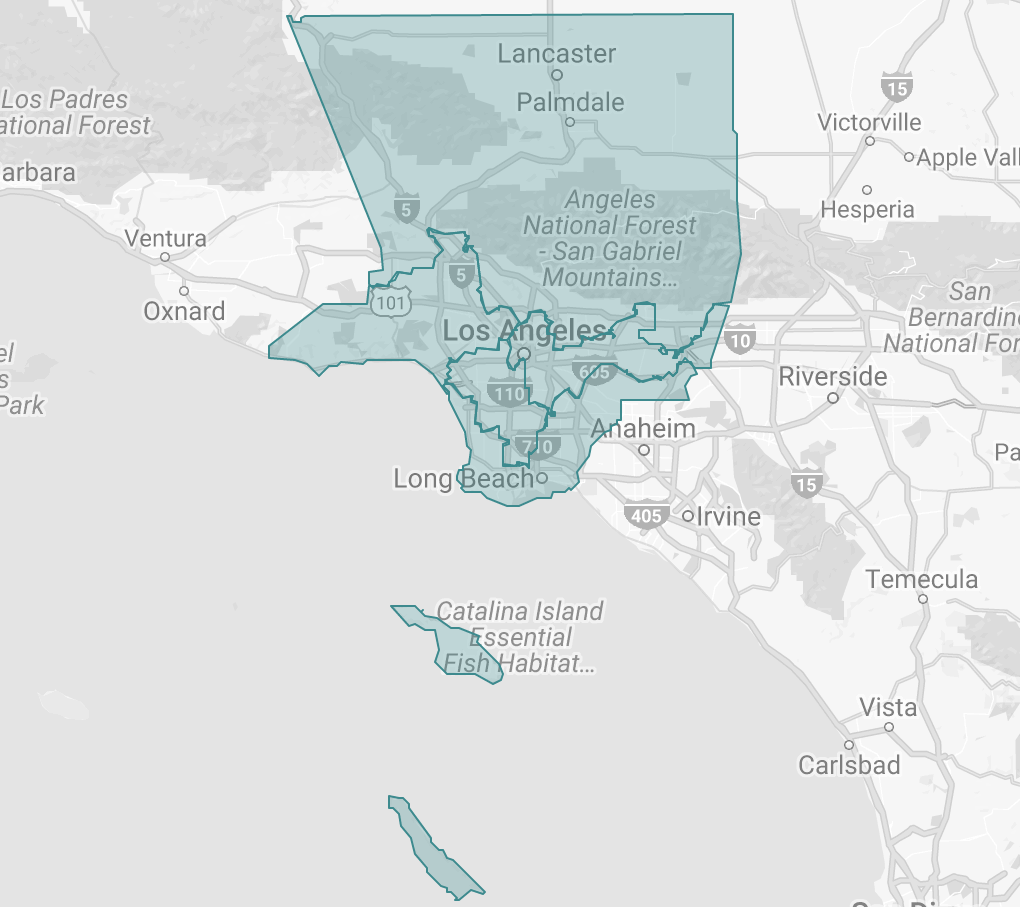 Lancaster
Palmdale
15
Los Padres
ational Forest
Victorville
Apple Vall
arbara
Angeles
National Forest
- San Gabriel
Mountains...
Hesperia
5
Ventura
5
101
Oxnard
San
Bernardino
National For
Los Angeles
10
el
s
Park
605
Riverside
110
Anaheim
710
Pa
Long Beach
15
405
Irvine
Temecula
Catalina Island
Essential
Fish Habitat...
Vista
Carlsbad